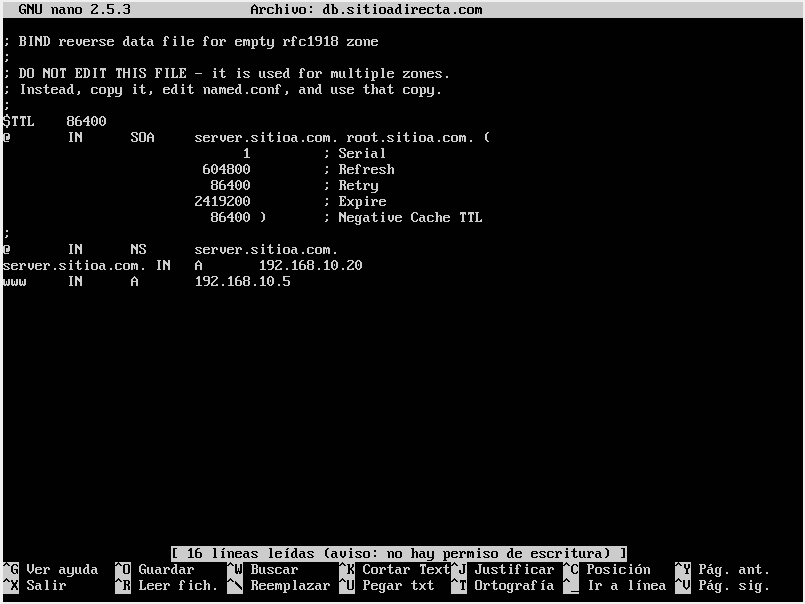 GNU nano 2.5.3 Archivo: db.sitioadirecta.com
; BIND reverse data file for empty rfc1918 zone
;
; DO NOT EDIT THIS FILE - it is used for multiple zones.
; Instead, copy it, edit named.conf, and use that copy.
;
$TTL 86400
@ IN SOA server.sitioa.com. root.sitioa.com. (
1 ; Serial
604800 ; Refresh
86400 ; Retry
2419200 ; Expire
86400 ) ; Negative Cache TTL
;
@ IN NS server.sitioa.com.
server.sitioa.com. IN A 192.168.10.20
www IN A 192.168.10.5
[ 16 líneas leídas (aviso: no hay permiso de escritura) ]
^G Ver ayuda ^O Guardar ^W Buscar ^K Cortar Text ^J Justificar ^C Posición ^Y Pág. ant.
^X Salir ^R Leer fich. ^\ Reemplazar ^U Pegar txt ^T Ortografía ^_ Ir a línea ^V Pág. sig.